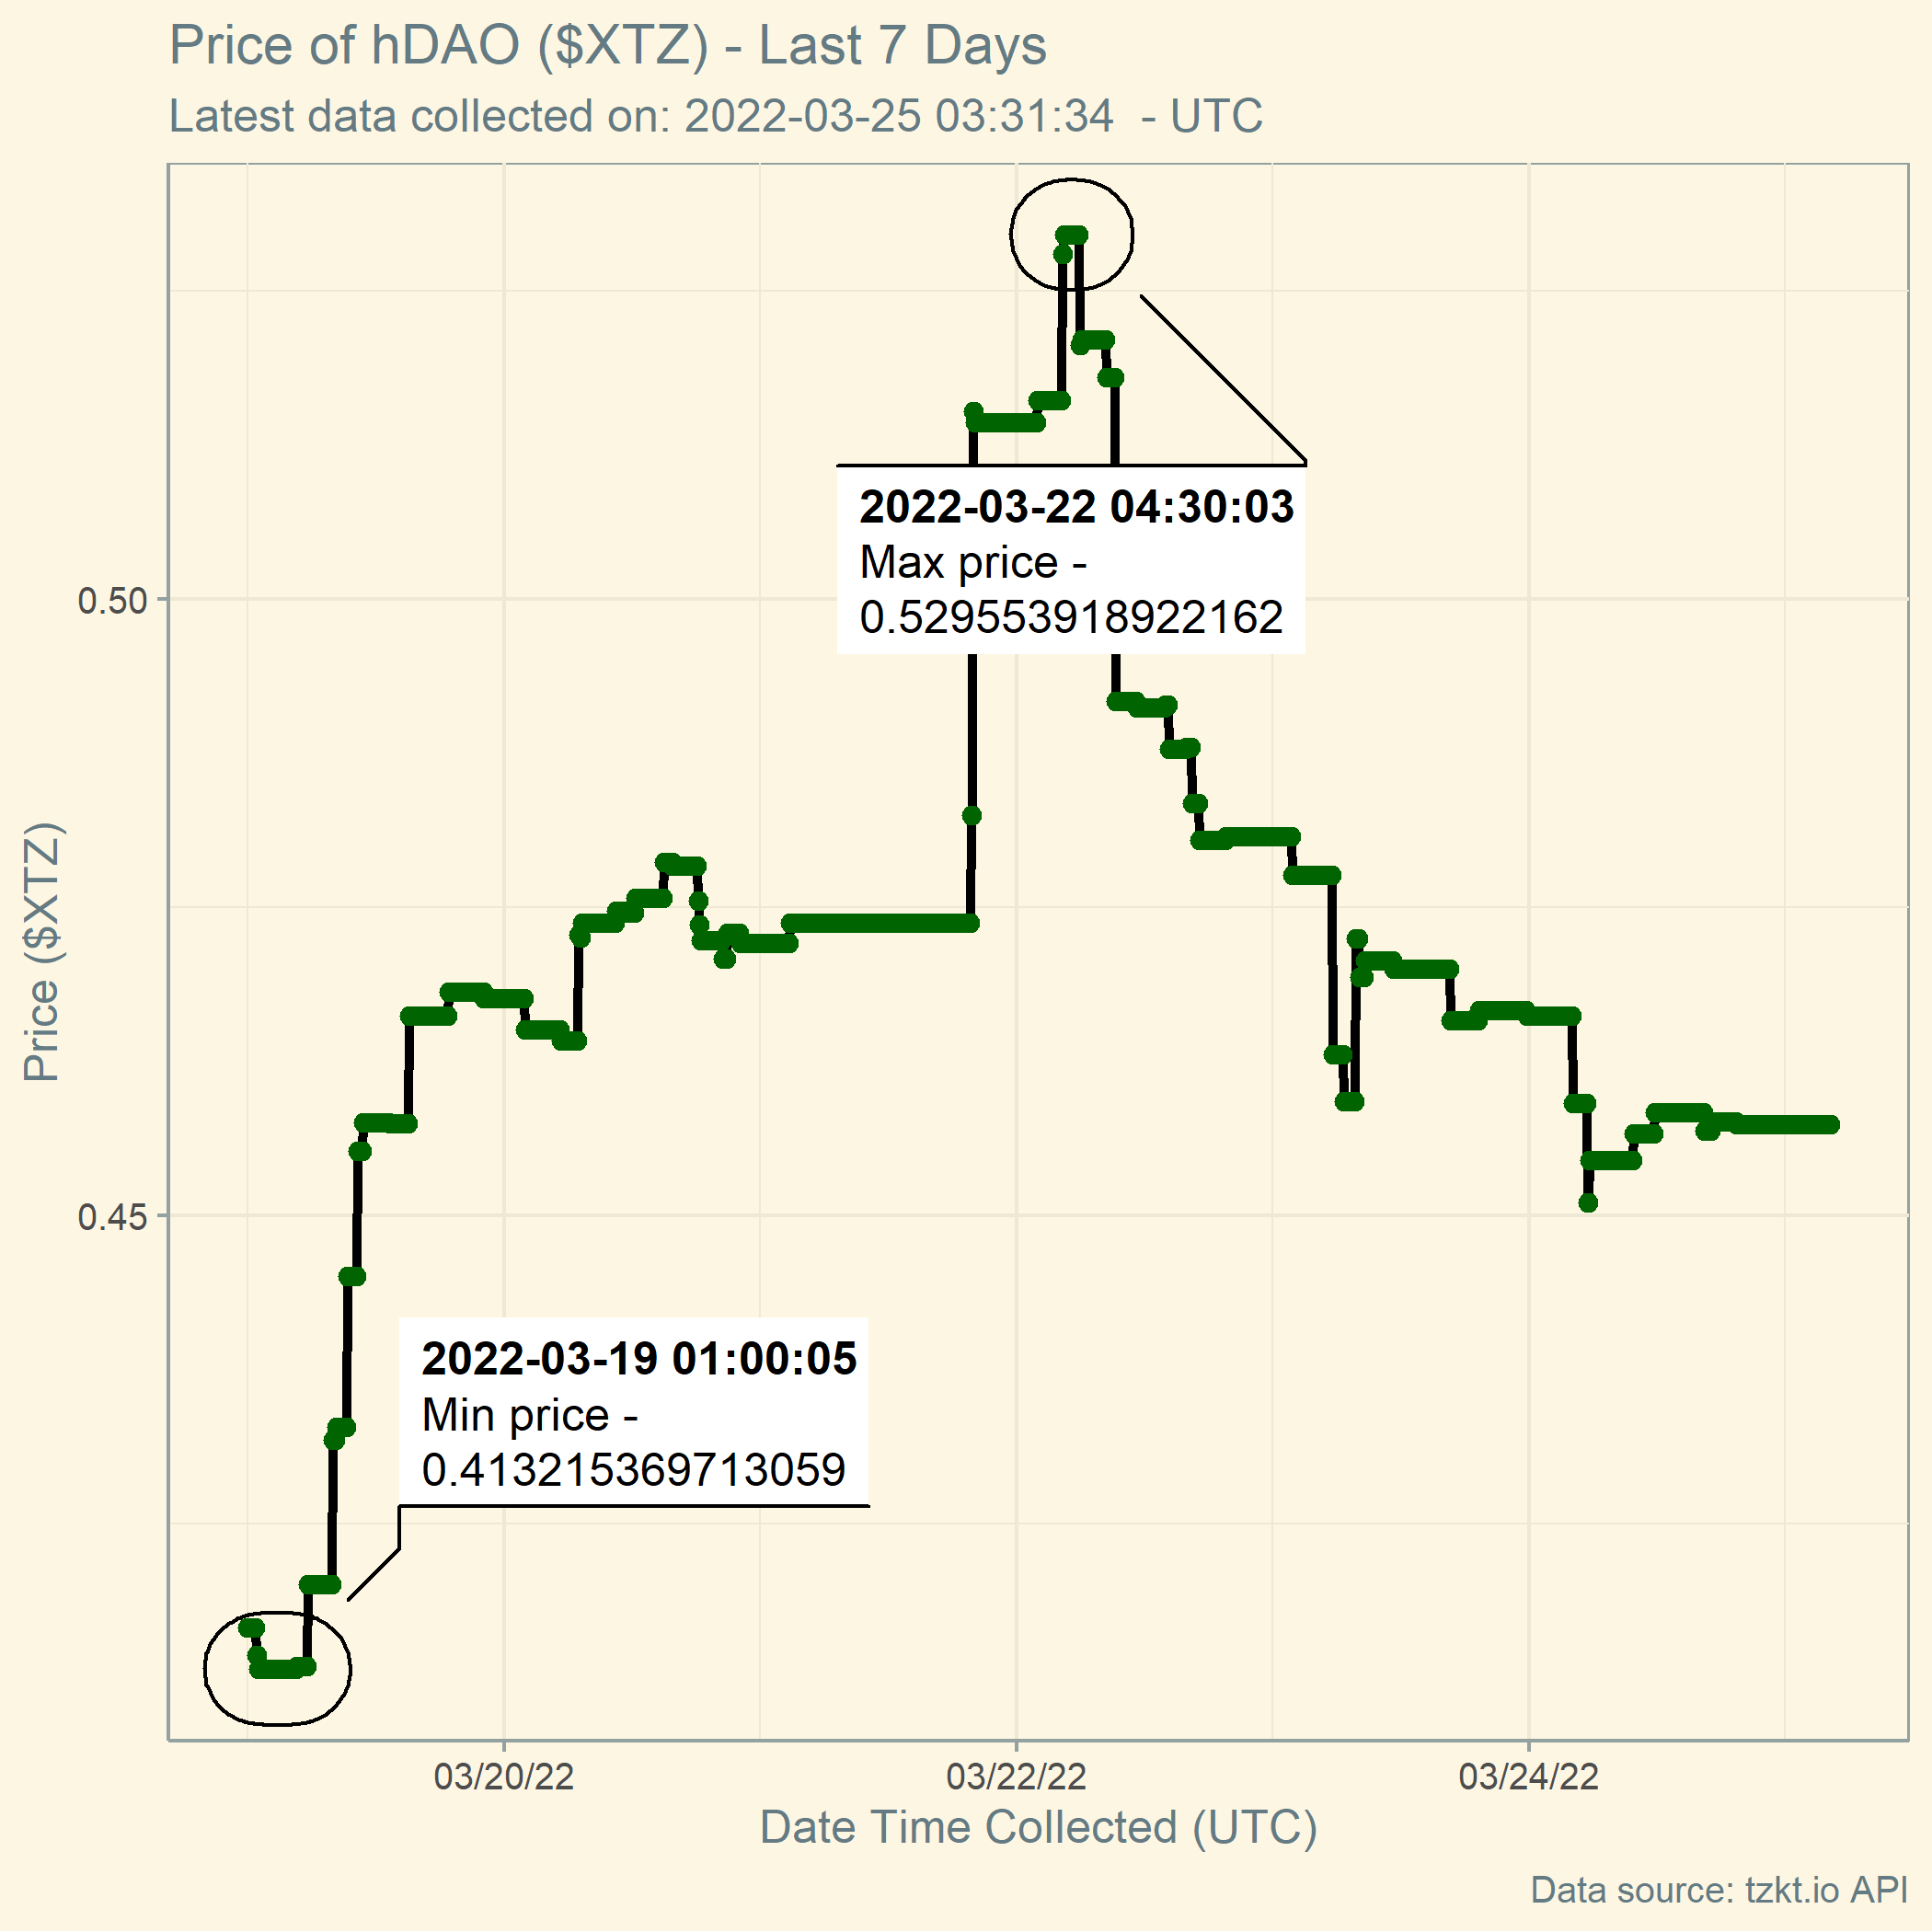 Price of hDAO ($XTZ) - Last 7 Days
Latest data collected on: 2022-03-25 03:31:34  - UTC
2022-03-22 04:30:03
Max price -
0.529553918922162
0.50
Price ($XTZ)
0.45
2022-03-19 01:00:05
Min price -
0.413215369713059
03/20/22
03/22/22
03/24/22
Date Time Collected (UTC)
Data source: tzkt.io API